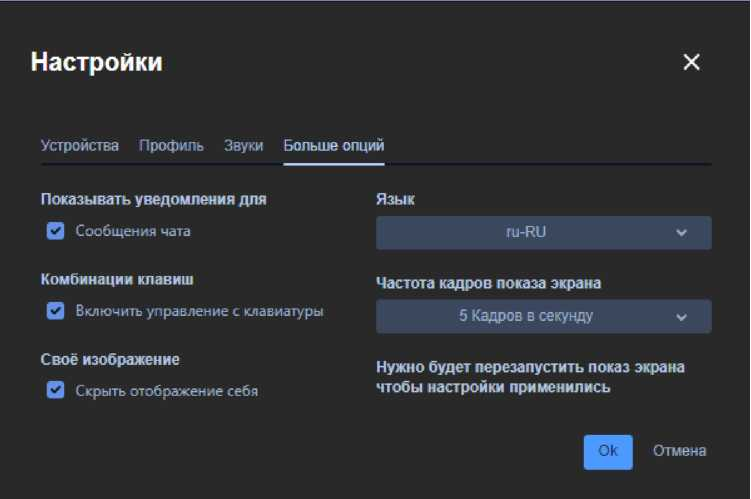 Настройки
Устройства Профиль Звуки Больше опций
Показывать уведомления для
Сообщения чата
Комбинации клавиш
Включить управление с клавиатуры
Своё изображение
Скрыть отображение себя
Язык
ru-RU
Частота кадров показа экрана
5 Кадров в секунду
Нужно будет перезапустить показ экрана
чтобы настройки применились
Ok Отмена